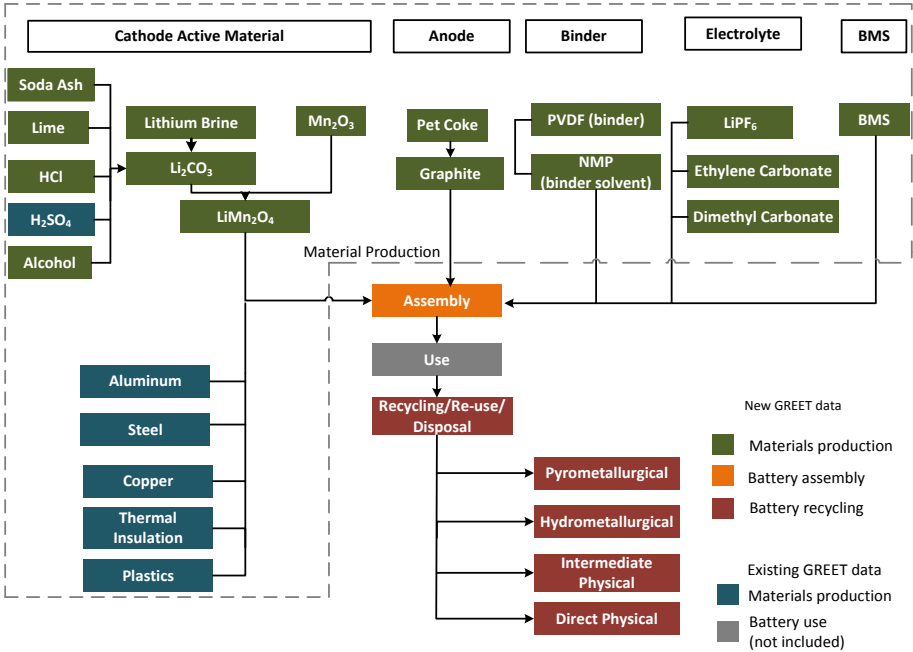 Cathode Active Material
Anode
Binder
Electrolyte
BMS
Soda Ash
Lime
HCl
H₂SO₄
Alcohol
Lithium Brine
Mn₂O₃
Li₂CO₃
LiMn₂O₄
Pet Coke
Graphite
PVDF (binder)
NMP
(binder solvent)
LiPF₆
Ethylene Carbonate
Dimethyl Carbonate
BMS
Material Production
Assembly
Use
Recycling/Re-use/
Disposal
Aluminum
Steel
Copper
Thermal
Insulation
Plastics
Pyrometallurgical
Hydrometallurgical
Intermediate
Physical
Direct Physical
New GREET data
Materials production
Battery assembly
Battery recycling
Existing GREET data
Materials production
Battery use
(not included)